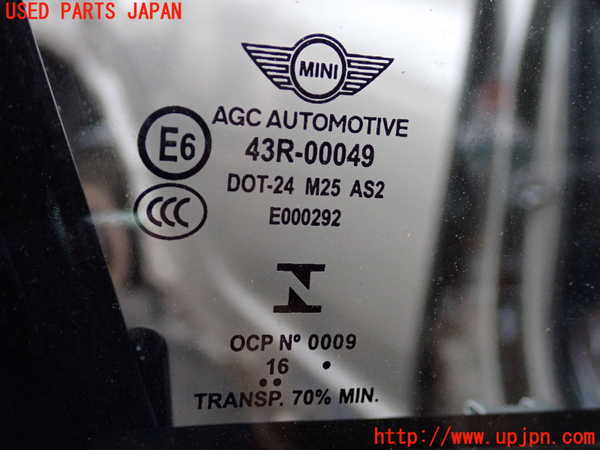 USED PARTS JAPAN
MINI
AGC AUTOMOTIVE
E6
43R-00049
DOT-24 M25 AS2
CCC
E000292
N
OCP Nº 0009
16
TRANSP. 70% MIN.
http://www.upjpn.com/